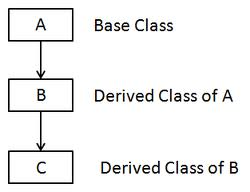 A Base Class
B Derived Class of A
C Derived Class of B